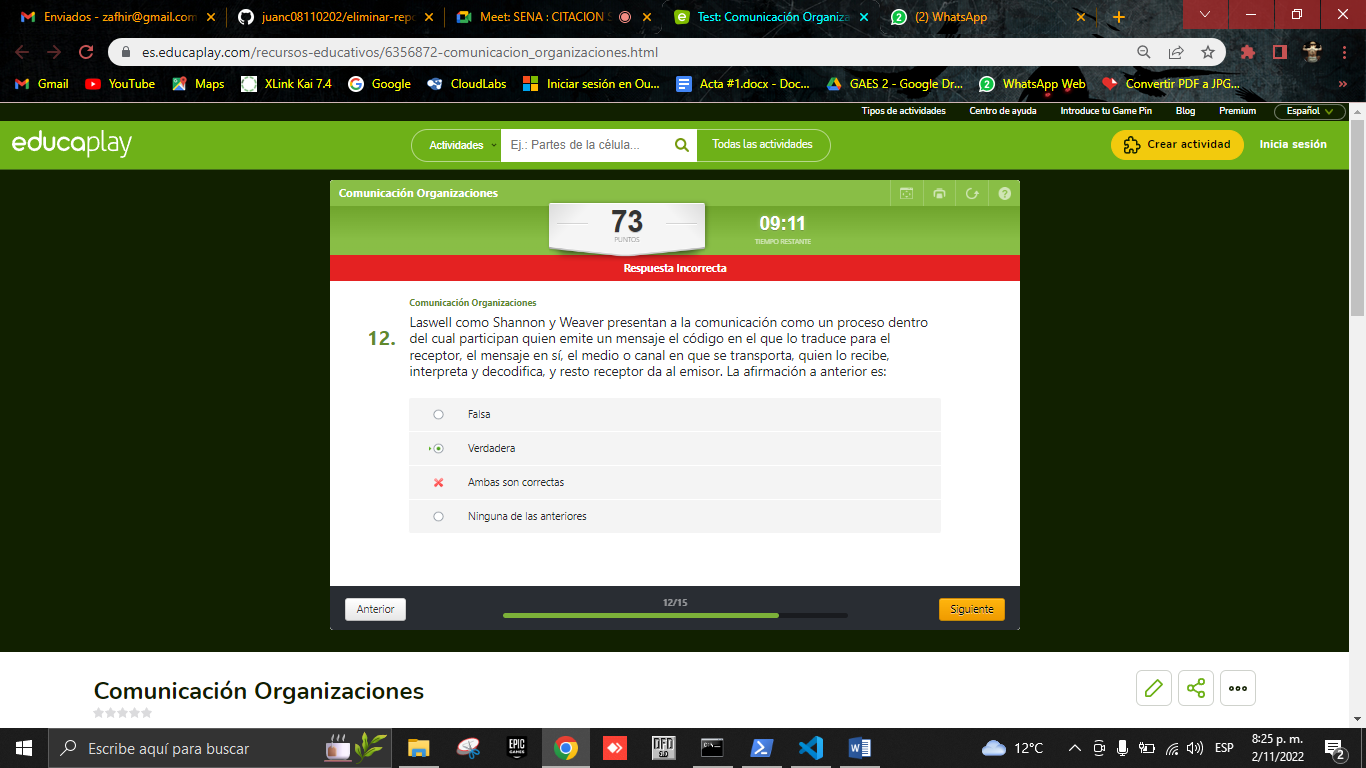 Enviados - zafhir@gmail.com
juanc08110202/eliminar-repo
Meet: SENA : CITACION S
Test: Comunicación Organiza
(2) WhatsApp
es.educaplay.com/recursos-educativos/6356872-comunicacion_organizaciones.html
Gmail
YouTube
Maps
XLink Kai 7.4
Google
CloudLabs
Iniciar sesión en Ou...
Acta #1.docx - Doc...
GAES 2 - Google Dr...
WhatsApp Web
Convertir PDF a JPG...
»
Tipos de actividades
Centro de ayuda
Introduce tu Game Pin
Blog
Premium
Español
educaplay
Actividades
Ej.: Partes de la célula...
Todas las actividades
Crear actividad
Inicia sesión
Comunicación Organizaciones
73
PUNTOS
09:11
TIEMPO RESTANTE
Respuesta Incorrecta
Comunicación Organizaciones
12.
Laswell como Shannon y Weaver presentan a la comunicación como un proceso dentro
del cual participan quien emite un mensaje el código en el que lo traduce para el
receptor, el mensaje en sí, el medio o canal en que se transporta, quien lo recibe,
interpreta y decodifica, y resto receptor da al emisor. La afirmación a anterior es:
Falsa
Verdadera
Ambas son correctas
Ninguna de las anteriores
Anterior
12/15
Siguiente
Comunicación Organizaciones
Escribe aquí para buscar
EPIC
GAMES
12°C
ESP
8:25 p. m.
2/11/2022
2